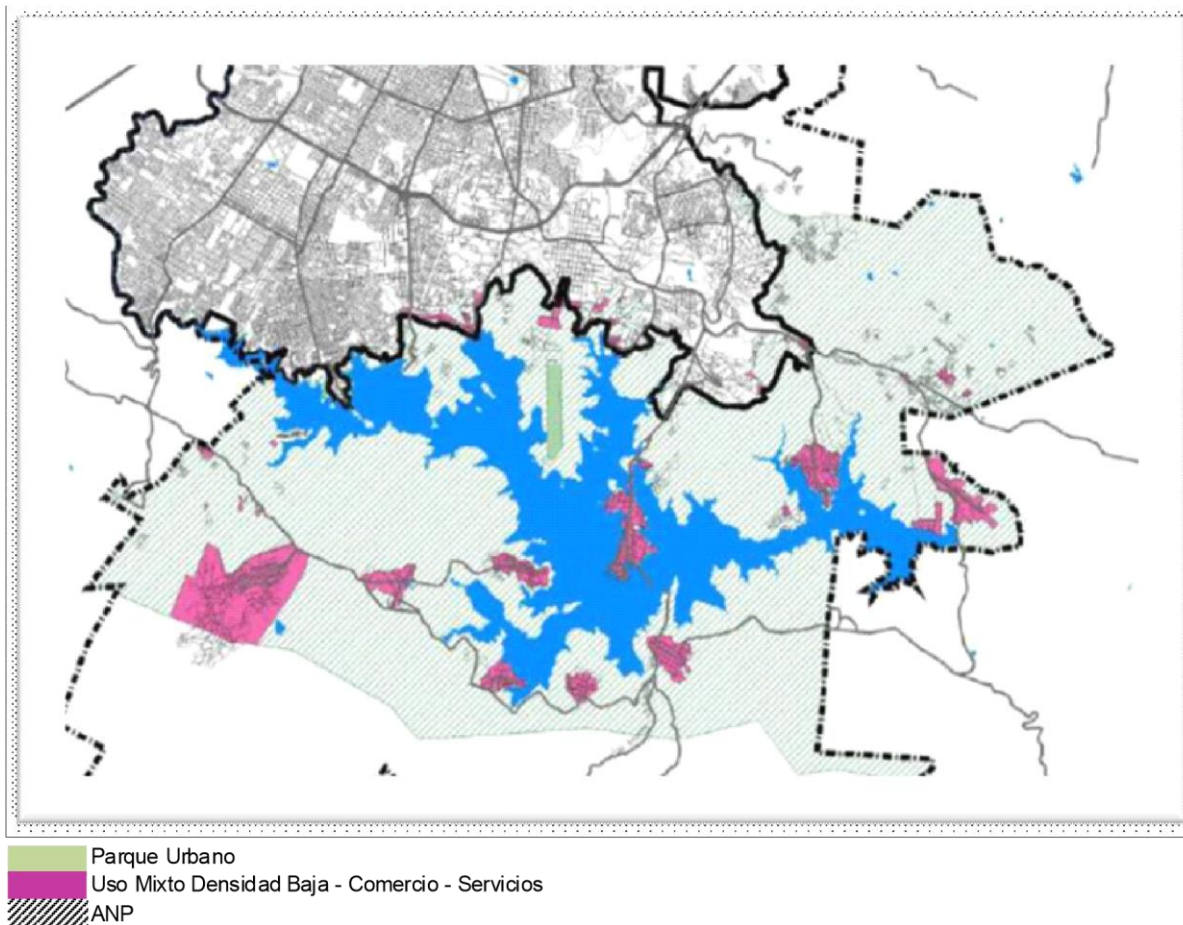 Parque Urbano
Uso Mixto Densidad Baja - Comercio - Servicios
ANP